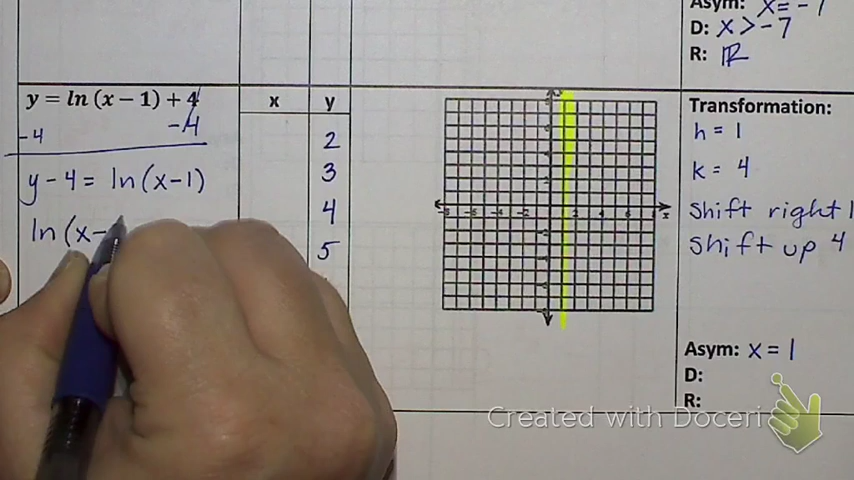 Asym: x = -7
D: x > -7
R: ℝ
y = ln (x − 1) + 4
-4 -4
y - 4 = ln(x-1)
ln (x-
x y
2
3
4
5
Transformation:
h = 1
k = 4
shift right 1
shift up 4
Asym: x = 1
D:
R:
Created with Doceri